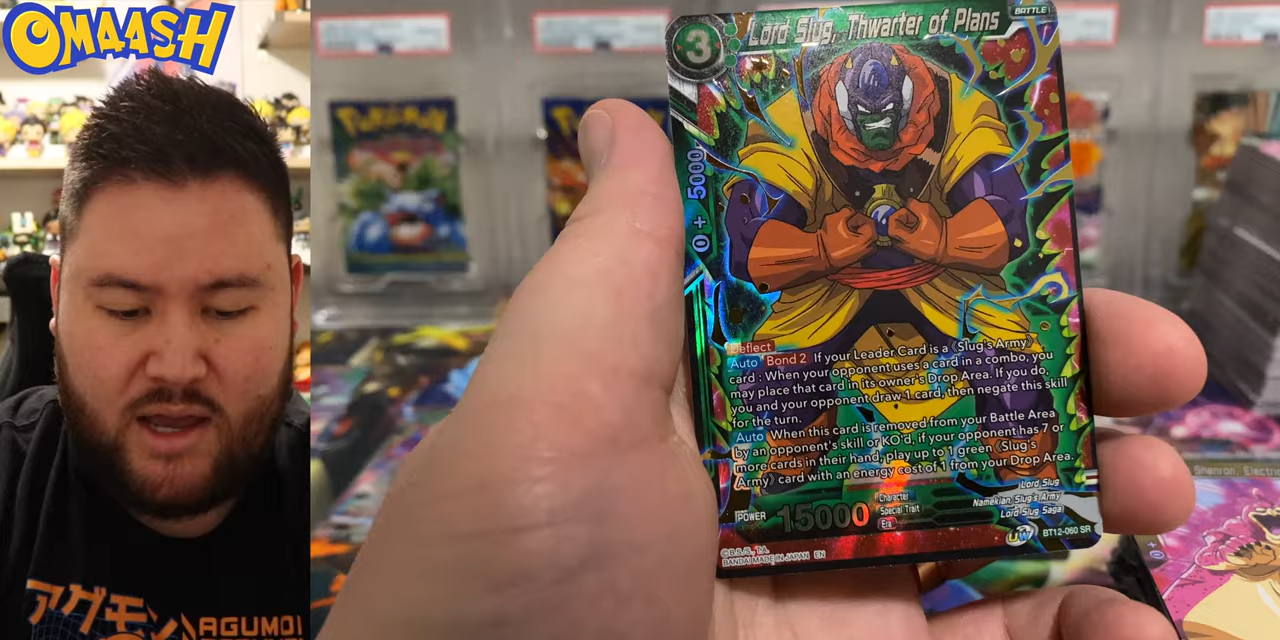 OMAASH
アグモン
AGUMO
POKéMON
3
Lord Slug, Thwarter of Plans
BATTLE
0 + 5000
Deflect
Auto Bond 2 If your Leader Card is a 《Slug's Army》
card : When your opponent uses a card in a combo, you
may place that card in its owner's Drop Area. If you do,
you and your opponent draw 1 card, then negate this skill
for the turn.
Auto When this card is removed from your Battle Area
by an opponent's skill or KO'd, if your opponent has 7 or
more cards in their hand, play up to 1 green 《Slug's
Army》 card with an energy cost of 1 from your Drop Area.
POWER 15000
Character Lord Slug
Special Trait Namekian, Slug's Army
Era Lord Slug Saga
UW BT12-060 SR
©B.S./S., T.A.
BANDAI MADE IN JAPAN EN
Shenron, Electri